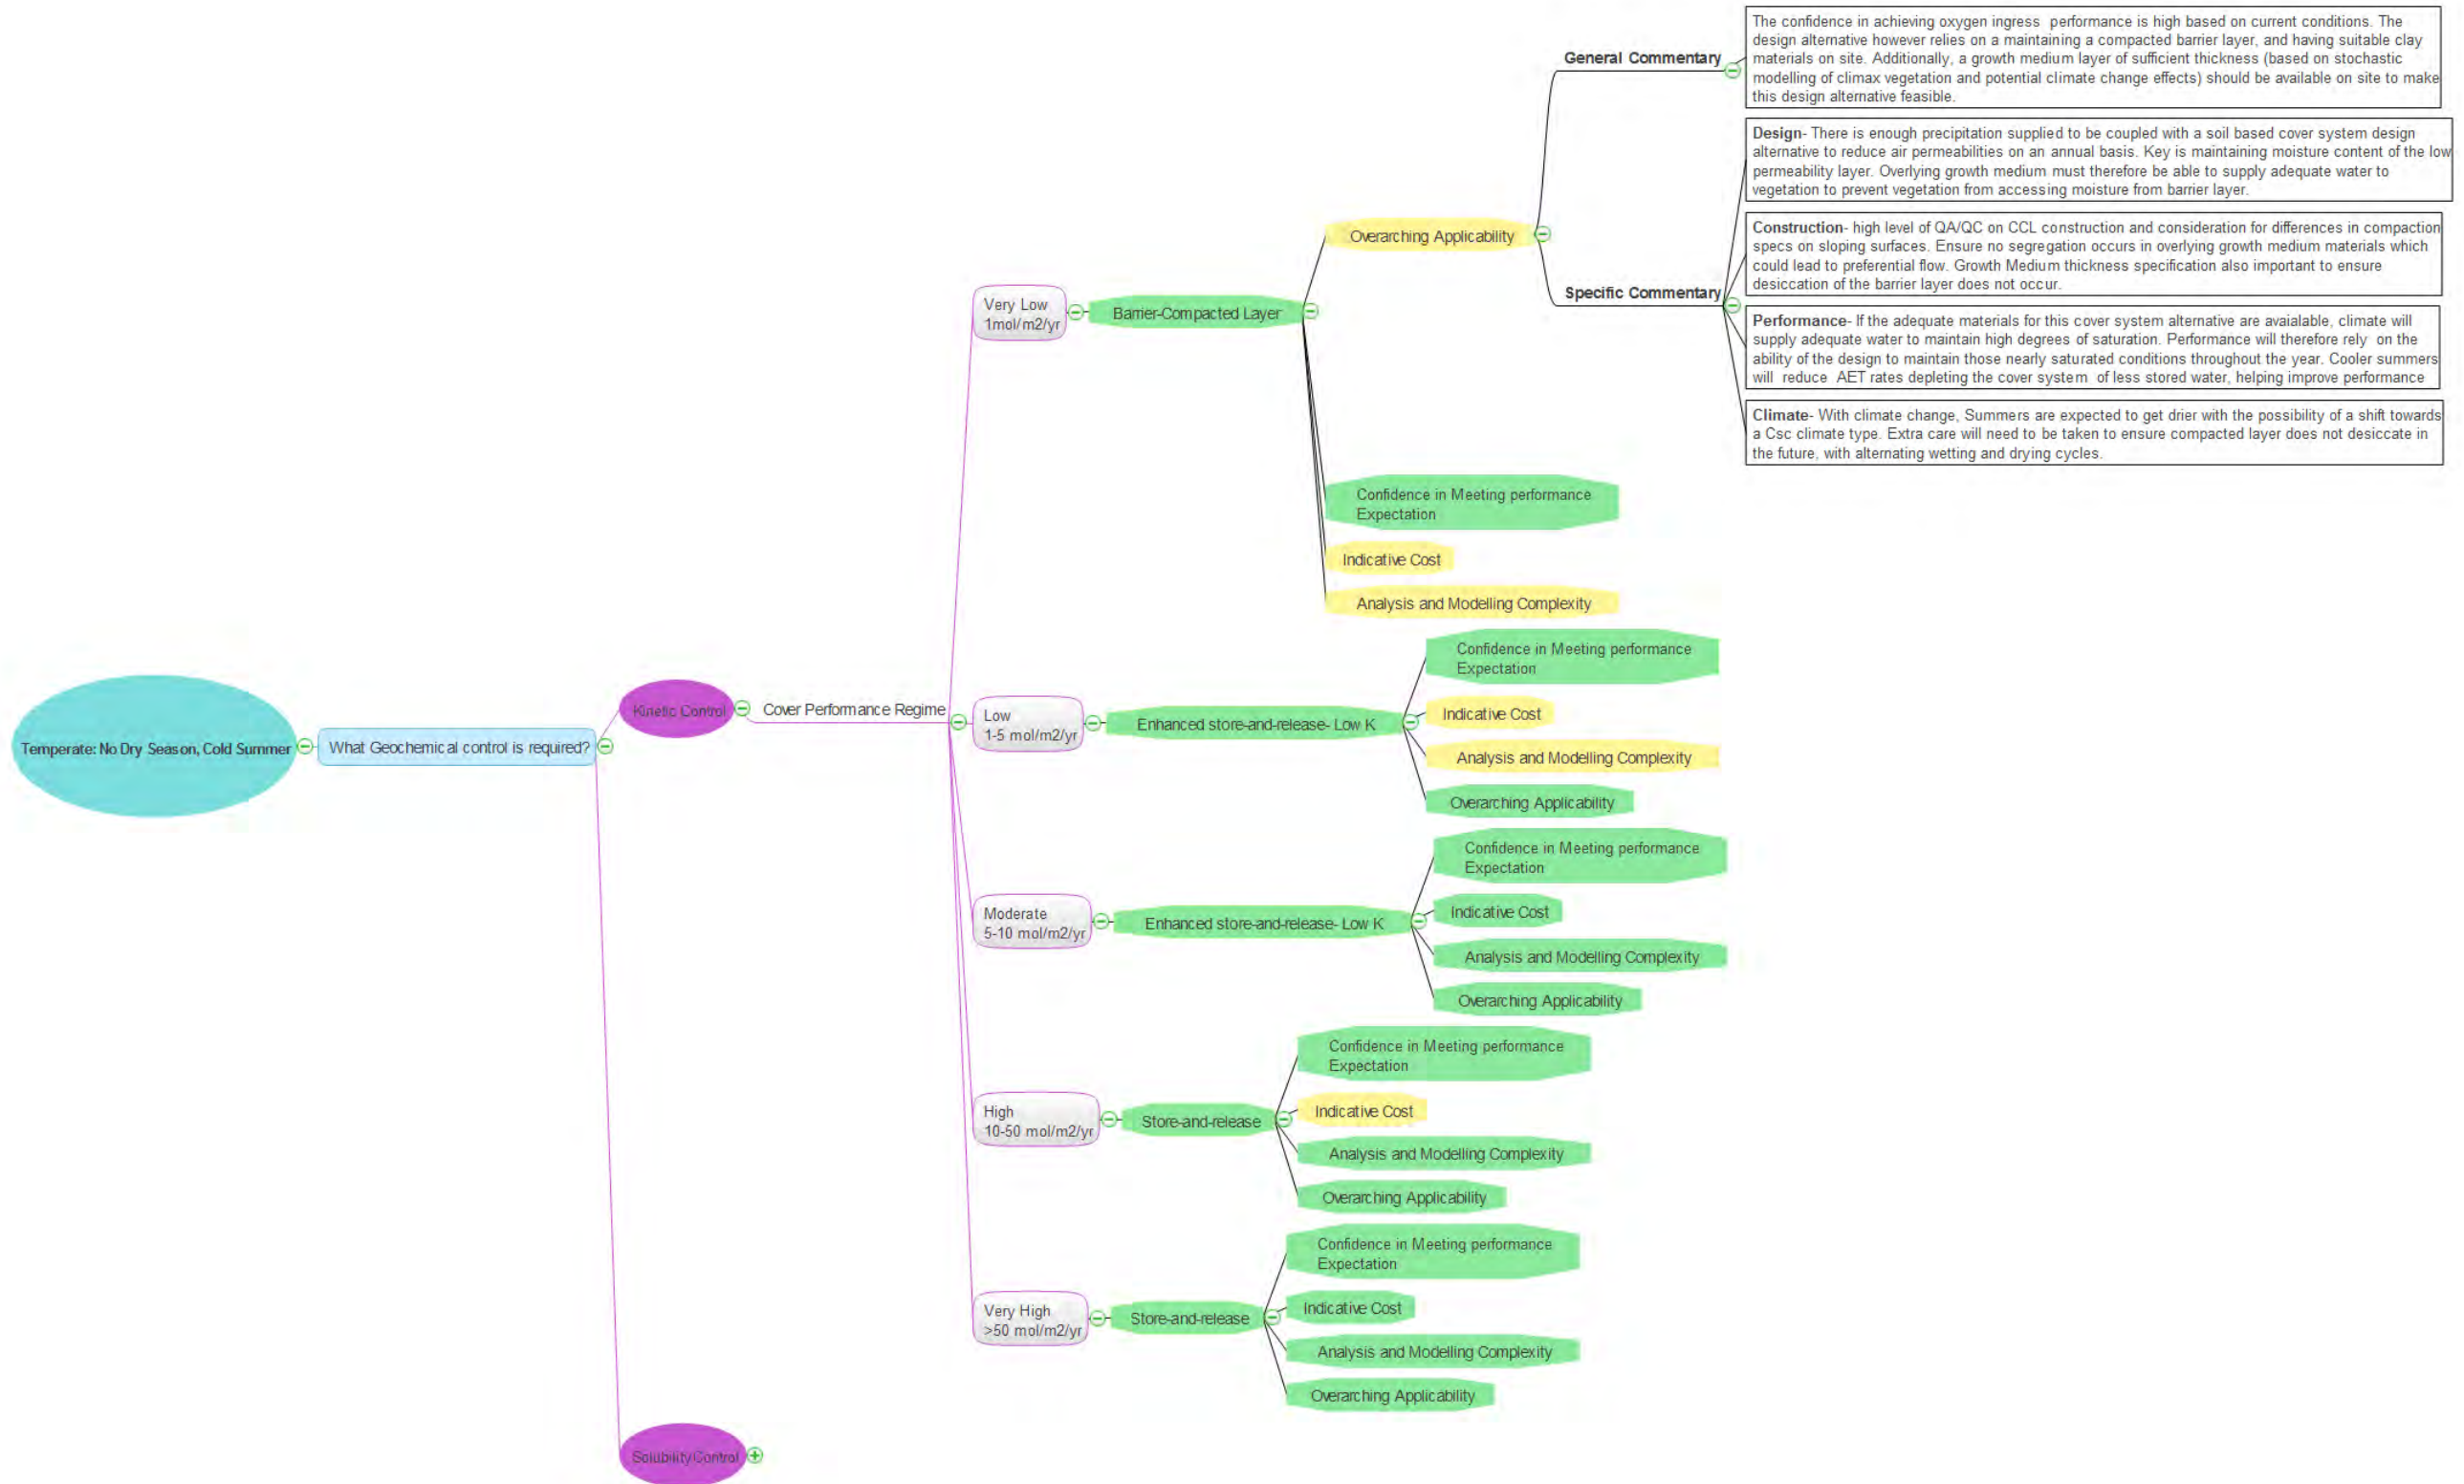 Temperate: No Dry Season, Cold Summer
What Geochemical control is required?
Kinetic Control
Cover Performance Regime
Very Low
1mol/m2/yr
Barrier-Compacted Layer
Overarching Applicability
General Commentary
The confidence in achieving oxygen ingress performance is high based on current conditions. The
design alternative however relies on a maintaining a compacted barrier layer, and having suitable clay
materials on site. Additionally, a growth medium layer of sufficient thickness (based on stochastic
modelling of climax vegetation and potential climate change effects) should be available on site to make
this design alternative feasible.
Specific Commentary
Design- There is enough precipitation supplied to be coupled with a soil based cover system design
alternative to reduce air permeabilities on an annual basis. Key is maintaining moisture content of the low
permeability layer. Overlying growth medium must therefore be able to supply adequate water to
vegetation to prevent vegetation from accessing moisture from barrier layer.
Construction- high level of QA/QC on CCL construction and consideration for differences in compaction
specs on sloping surfaces. Ensure no segregation occurs in overlying growth medium materials which
could lead to preferential flow. Growth Medium thickness specification also important to ensure
desiccation of the barrier layer does not occur.
Performance- If the adequate materials for this cover system alternative are avaialable, climate will
supply adequate water to maintain high degrees of saturation. Performance will therefore rely on the
ability of the design to maintain those nearly saturated conditions throughout the year. Cooler summers
will reduce AET rates depleting the cover system of less stored water, helping improve performance
Climate- With climate change, Summers are expected to get drier with the possibility of a shift towards
a Csc climate type. Extra care will need to be taken to ensure compacted layer does not desiccate in
the future, with alternating wetting and drying cycles.
Confidence in Meeting performance
Expectation
Indicative Cost
Analysis and Modelling Complexity
Low
1-5 mol/m2/yr
Enhanced store-and-release- Low K
Confidence in Meeting performance
Expectation
Indicative Cost
Analysis and Modelling Complexity
Overarching Applicability
Moderate
5-10 mol/m2/yr
Enhanced store-and-release- Low K
Confidence in Meeting performance
Expectation
Indicative Cost
Analysis and Modelling Complexity
Overarching Applicability
High
10-50 mol/m2/yr
Store-and-release
Confidence in Meeting performance
Expectation
Indicative Cost
Analysis and Modelling Complexity
Overarching Applicability
Very High
>50 mol/m2/yr
Store-and-release
Confidence in Meeting performance
Expectation
Indicative Cost
Analysis and Modelling Complexity
Overarching Applicability
Solubility Control